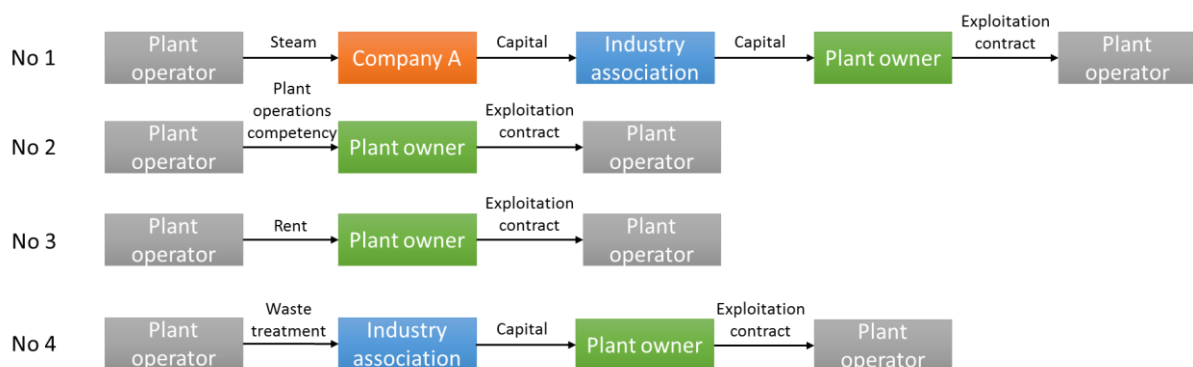 No 1
Plant
operator
Steam
Company A
Capital
Industry
association
Capital
Plant owner
Exploitation
contract
Plant
operator
No 2
Plant
operator
Plant
operations
competency
Plant owner
Exploitation
contract
Plant
operator
No 3
Plant
operator
Rent
Plant owner
Exploitation
contract
Plant
operator
No 4
Plant
operator
Waste
treatment
Industry
association
Capital
Plant owner
Exploitation
contract
Plant
operator